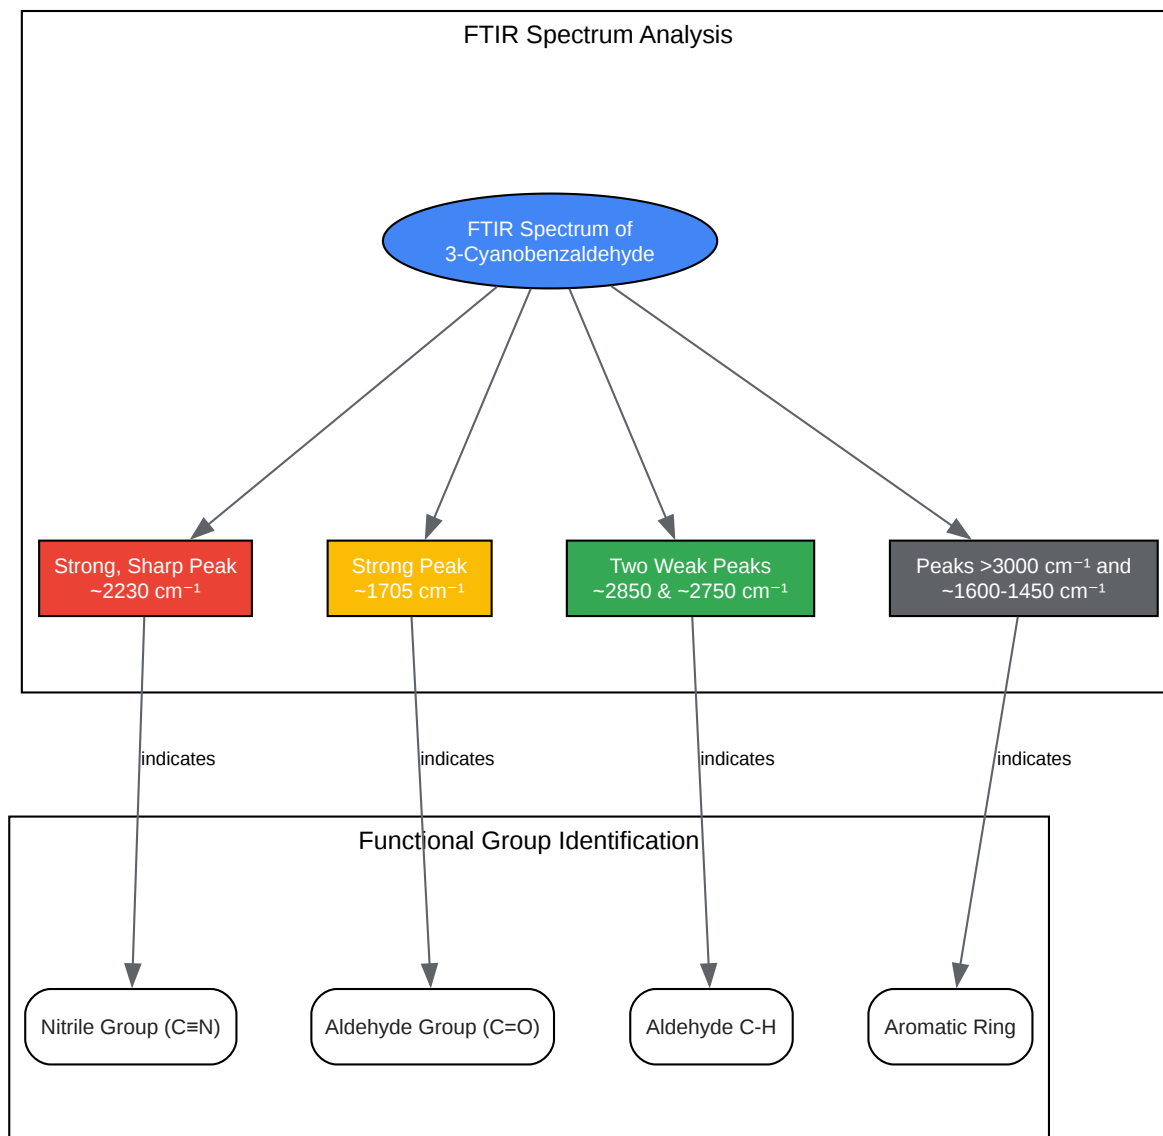 FTIR Spectrum Analysis
FTIR Spectrum of
3-Cyanobenzaldehyde
Strong, Sharp Peak
~2230 cm⁻¹
Strong Peak
~1705 cm⁻¹
Two Weak Peaks
~2850 & ~2750 cm⁻¹
Peaks >3000 cm⁻¹ and
~1600-1450 cm⁻¹
indicates
indicates
indicates
indicates
Functional Group Identification
Nitrile Group (C≡N)
Aldehyde Group (C=O)
Aldehyde C-H
Aromatic Ring